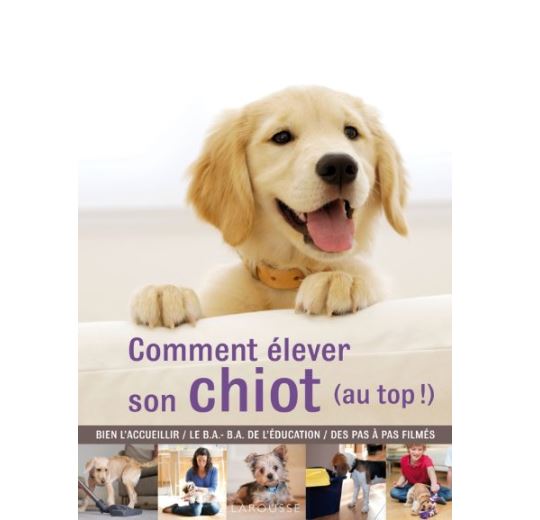 Comment élever
son chiot (au top !)
BIEN L'ACCUEILLIR / LE B.A.- B.A. DE L'ÉDUCATION / DES PAS À PAS FILMÉS
LAROUSSE